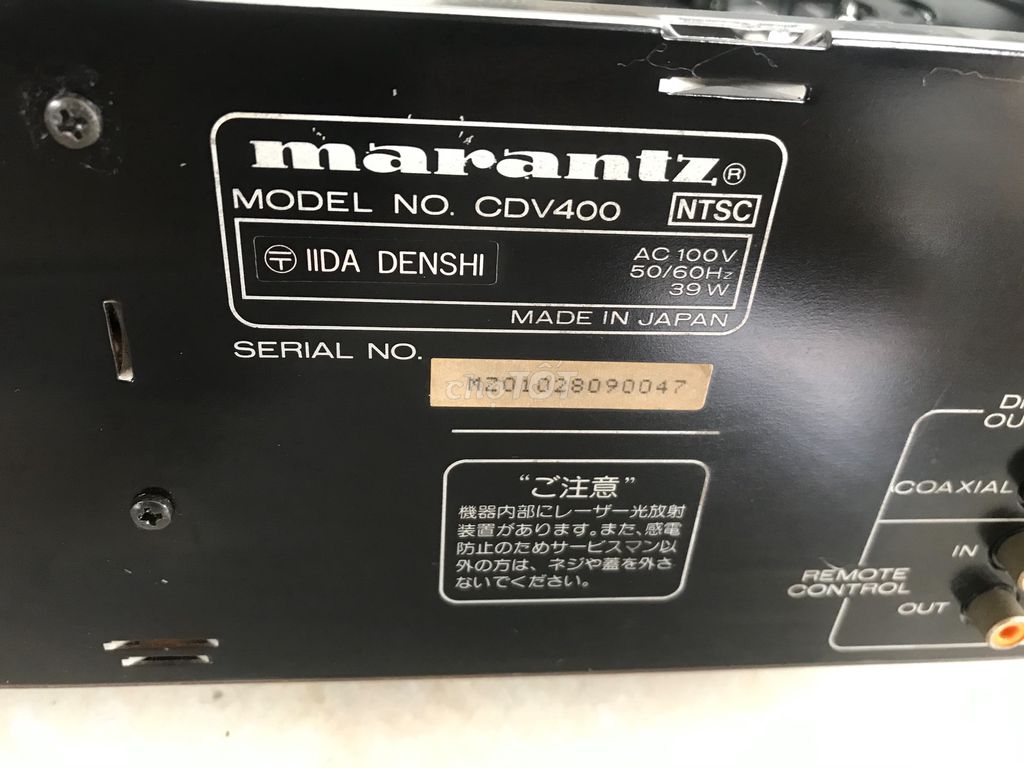 marantz®
MODEL NO. CDV400 NTSC
〒 IIDA DENSHI
AC 100V
50/60Hz
39W
MADE IN JAPAN
SERIAL NO.
MZ01028090047
chợTỐT
"ご注意"
機器内部にレーザー光放射
装置があります。また、感電
防止のためサービスマン以
外の方は、ネジや蓋を外さ
ないでください。
COAXIAL
IN
REMOTE
CONTROL
OUT